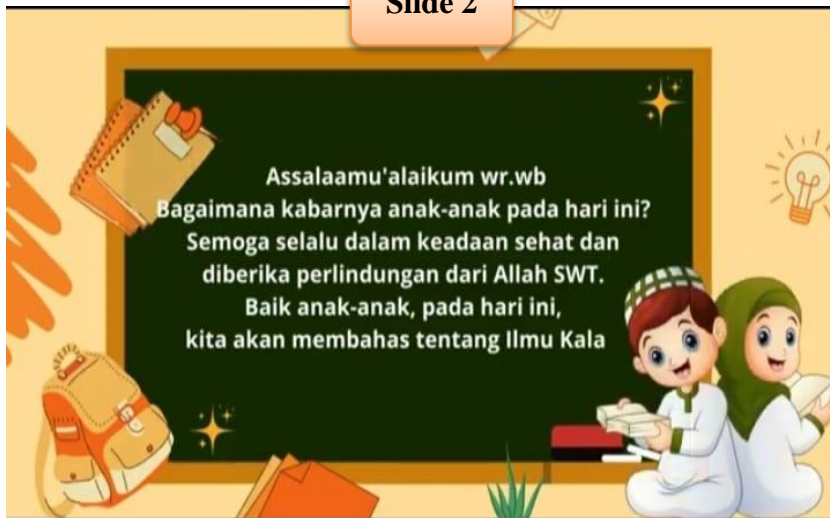 Slide 2
Assalaamu'alaikum wr.wb
Bagaimana kabarnya anak-anak pada hari ini?
Semoga selalu dalam keadaan sehat dan
diberika perlindungan dari Allah SWT.
Baik anak-anak, pada hari ini,
kita akan membahas tentang Ilmu Kala